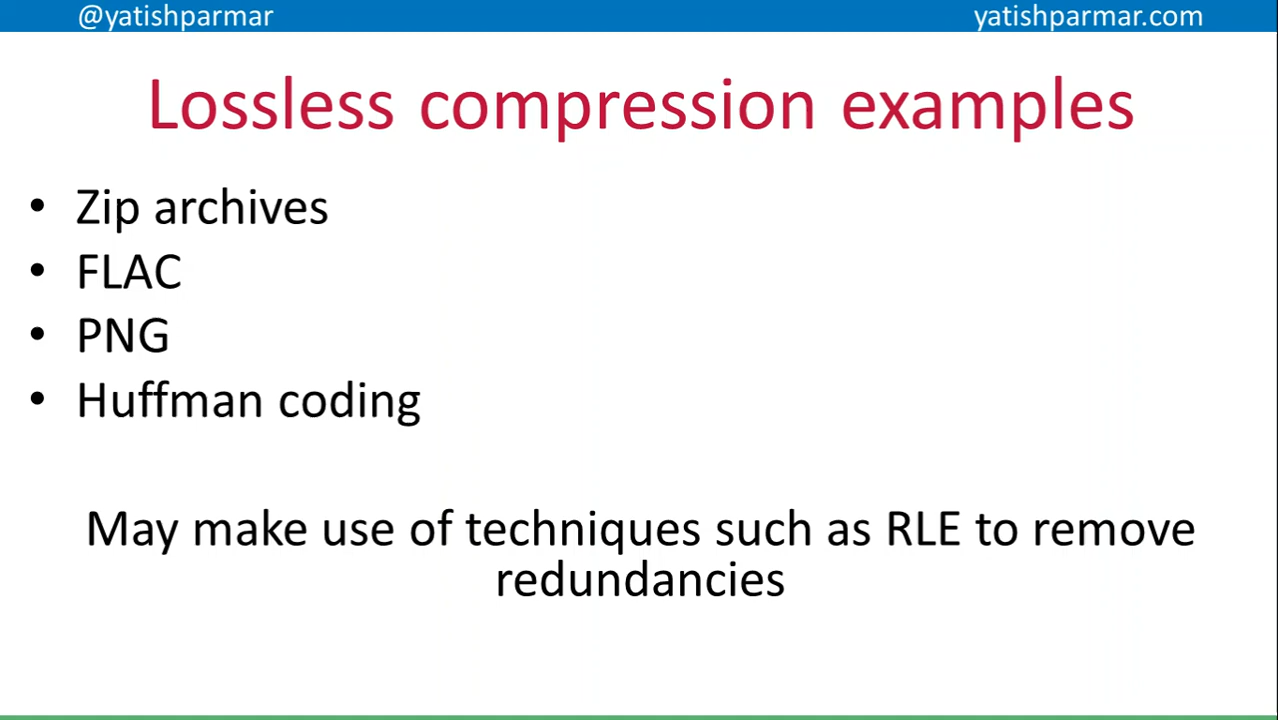 @yatishparmar
yatishparmar.com
Lossless compression examples
• Zip archives
• FLAC
• PNG
• Huffman coding
May make use of techniques such as RLE to remove
redundancies